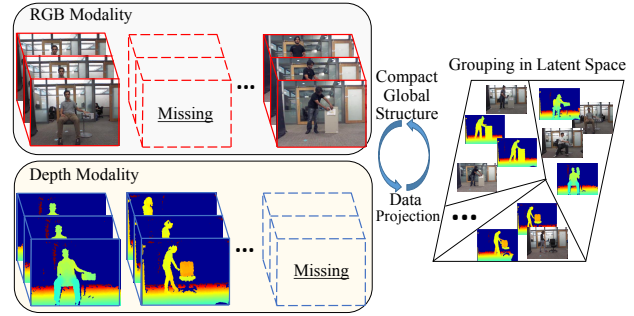 RGB Modality
Missing
...
Compact
Global
Structure
Data
Projection
Grouping in Latent Space
...
Depth Modality
...
Missing